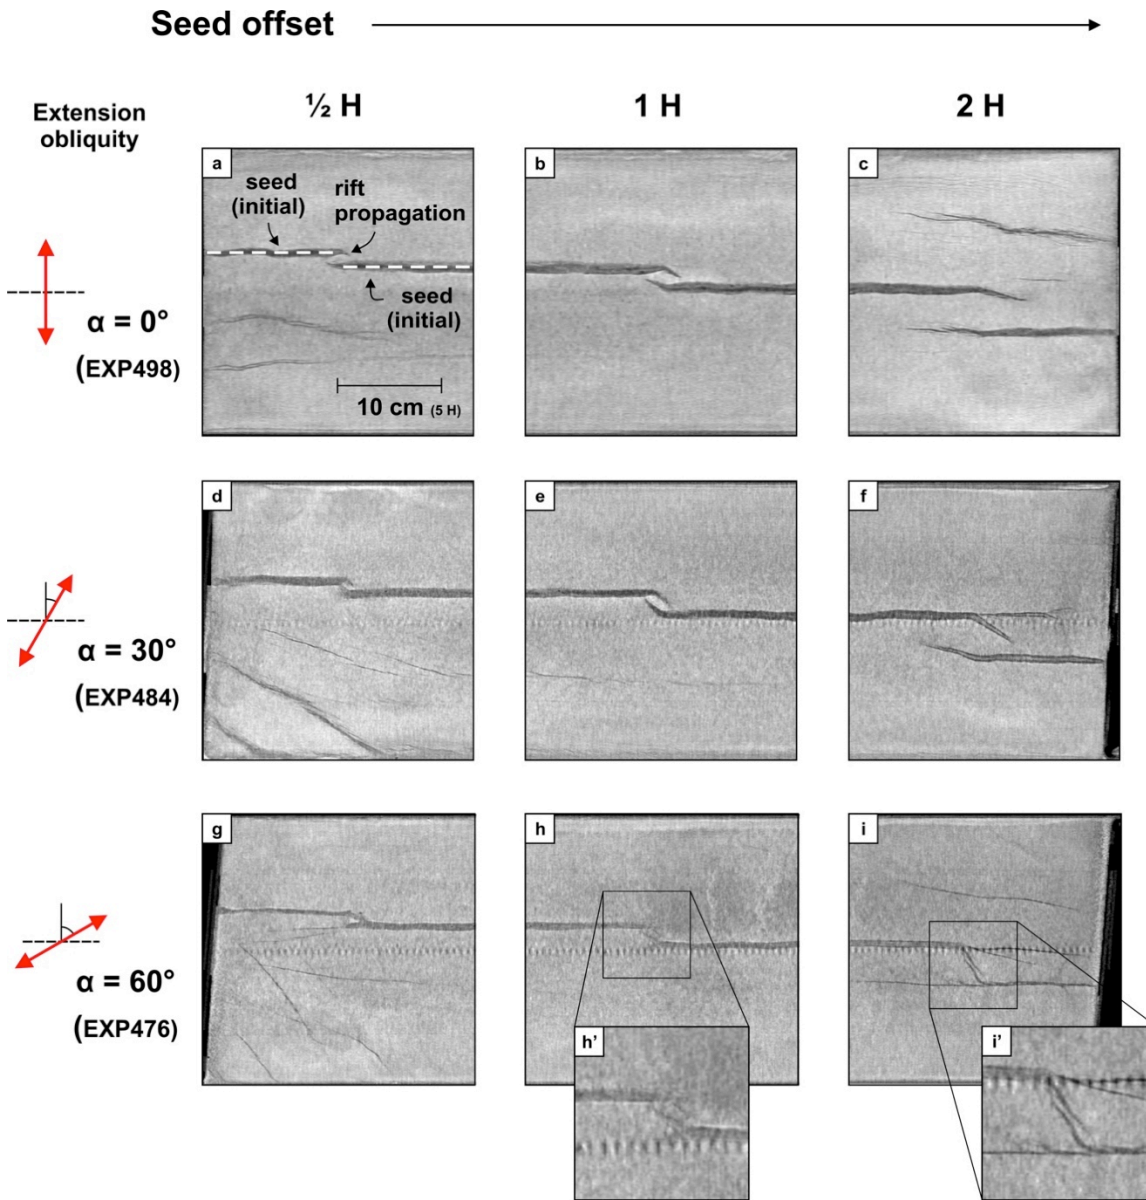 Seed offset
Extension
obliquity
½ H
1 H
2 H
a
seed
(initial)
rift
propagation
seed
(initial)
10 cm (5 H)
b
c
α = 0°
(EXP498)
d
e
f
α = 30°
(EXP484)
g
h
i
α = 60°
(EXP476)
h'
i'